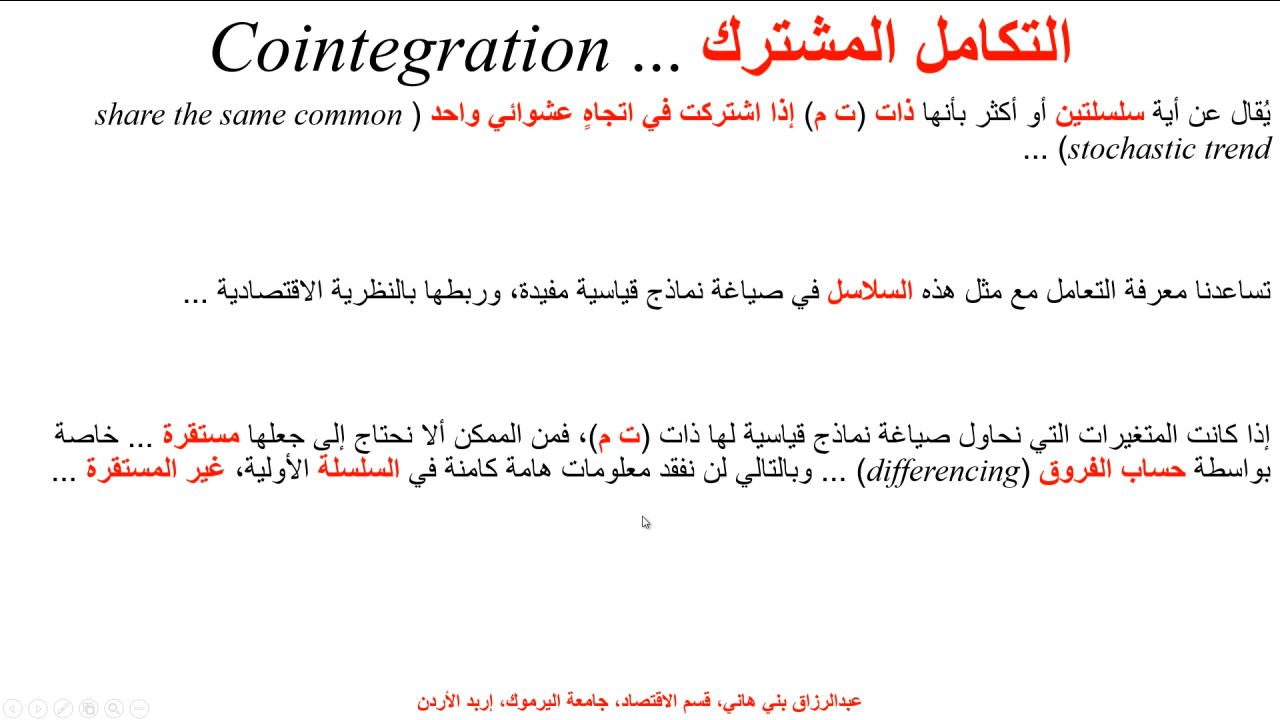 التكامل المشترك ... Cointegration
يُقال عن أية سلسلتين أو أكثر بأنها ذات (ت م) إذا اشتركت في اتجاهٍ عشوائي واحد ( share the same common
stochastic trend) ...
تساعدنا معرفة التعامل مع مثل هذه السلاسل في صياغة نماذج قياسية مفيدة، وربطها بالنظرية الاقتصادية ...
إذا كانت المتغيرات التي نحاول صياغة نماذج قياسية لها ذات (ت م)، فمن الممكن ألا نحتاج إلى جعلها مستقرة ... خاصة
بواسطة حساب الفروق (differencing) ... وبالتالي لن نفقد معلومات هامة كامنة في السلسلة الأولية، غير المستقرة ...
عبدالرزاق بني هاني، قسم الاقتصاد، جامعة اليرموك، إربد الأردن